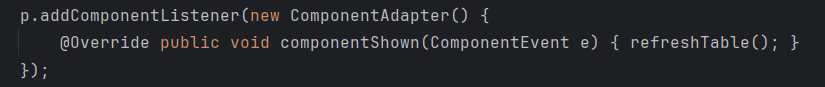 p.addComponentListener(new ComponentAdapter() {
    @Override public void componentShown(ComponentEvent e) { refreshTable(); }
});